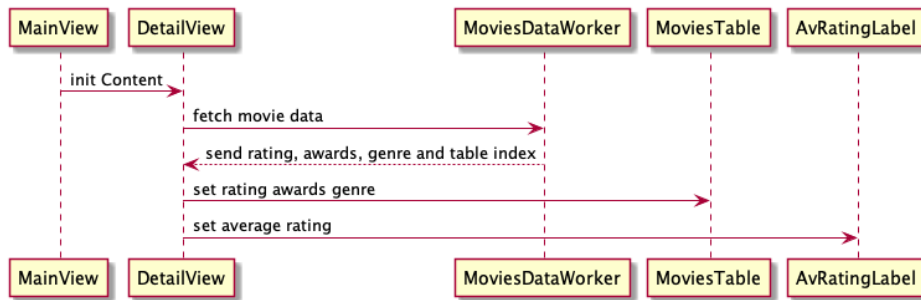 MainView DetailView MoviesDataWorker MoviesTable AvRatingLabel
init Content
fetch movie data
send rating, awards, genre and table index
set rating awards genre
set average rating
MainView DetailView MoviesDataWorker MoviesTable AvRatingLabel